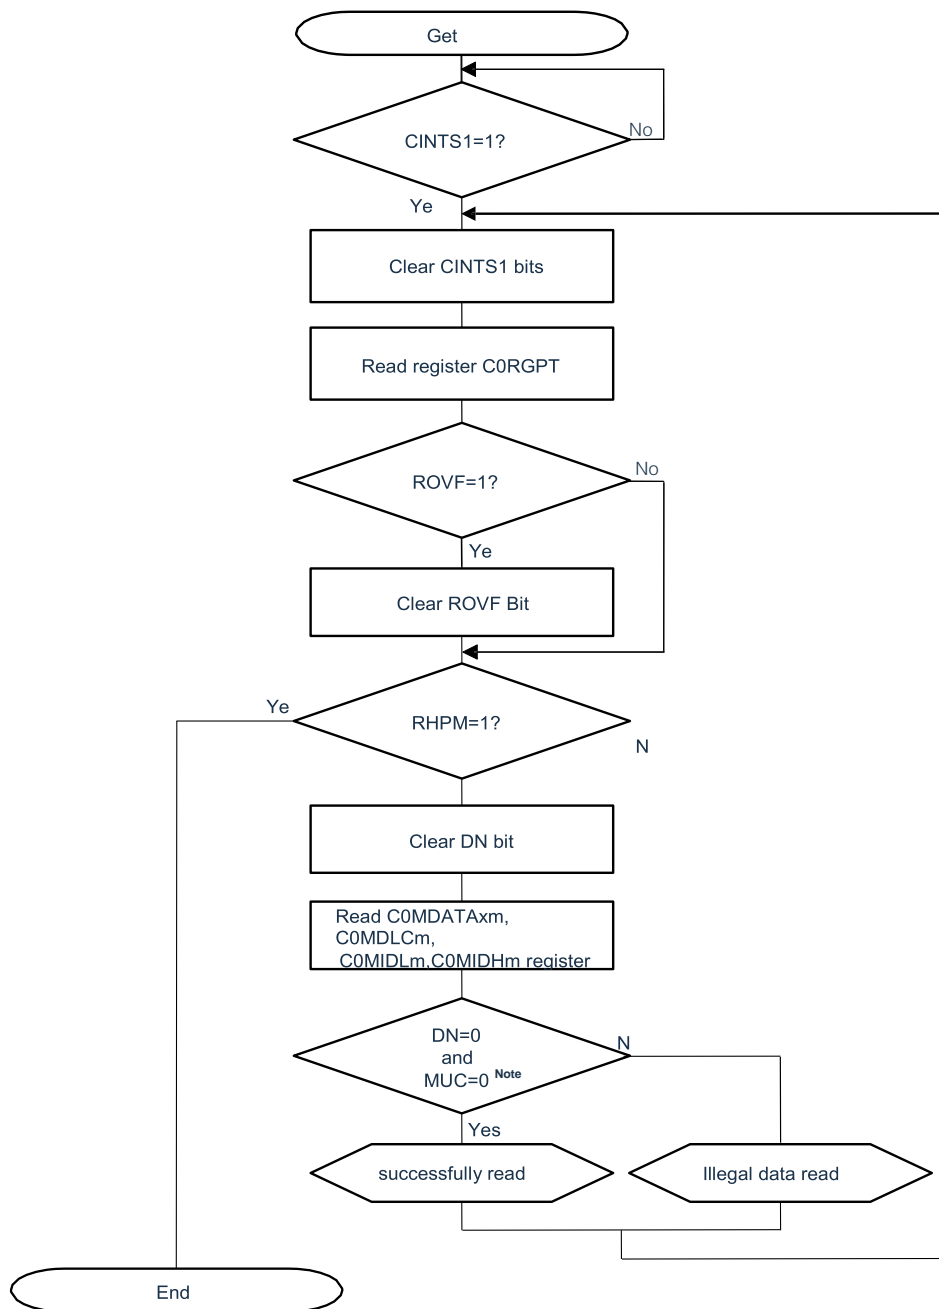 Get
CINTS1=1?
No
Ye
Clear CINTS1 bits
Read register C0RGPT
ROVF=1?
No
Ye
Clear ROVF Bit
Ye
RHPM=1?
N
Clear DN bit
Read C0MDATAxm,
C0MDLCm,
C0MIDLm,C0MIDHm register
DN=0
and
MUC=0 Note
N
Yes
successfully read
Illegal data read
End